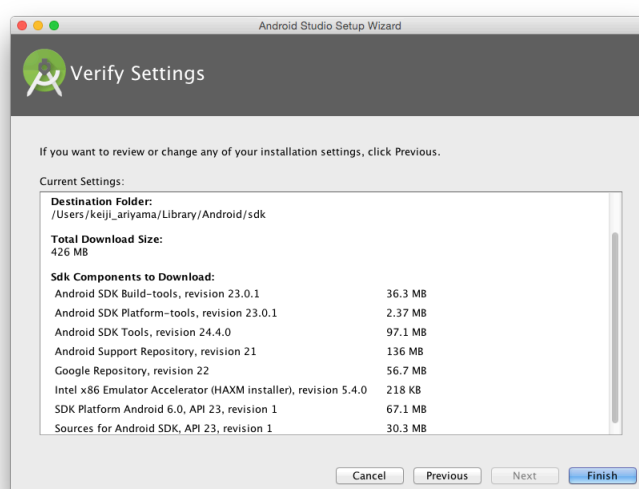 Android Studio Setup Wizard
Verify Settings
If you want to review or change any of your installation settings, click Previous.
Current Settings:
Destination Folder:
/Users/keiji_ariyama/Library/Android/sdk
Total Download Size:
426 MB
Sdk Components to Download:
Android SDK Build-tools, revision 23.0.1 36.3 MB
Android SDK Platform-tools, revision 23.0.1 2.37 MB
Android SDK Tools, revision 24.4.0 97.1 MB
Android Support Repository, revision 21 136 MB
Google Repository, revision 22 56.7 MB
Intel x86 Emulator Accelerator (HAXM installer), revision 5.4.0 218 KB
SDK Platform Android 6.0, API 23, revision 1 67.1 MB
Sources for Android SDK, API 23, revision 1 30.3 MB
Cancel Previous Next Finish